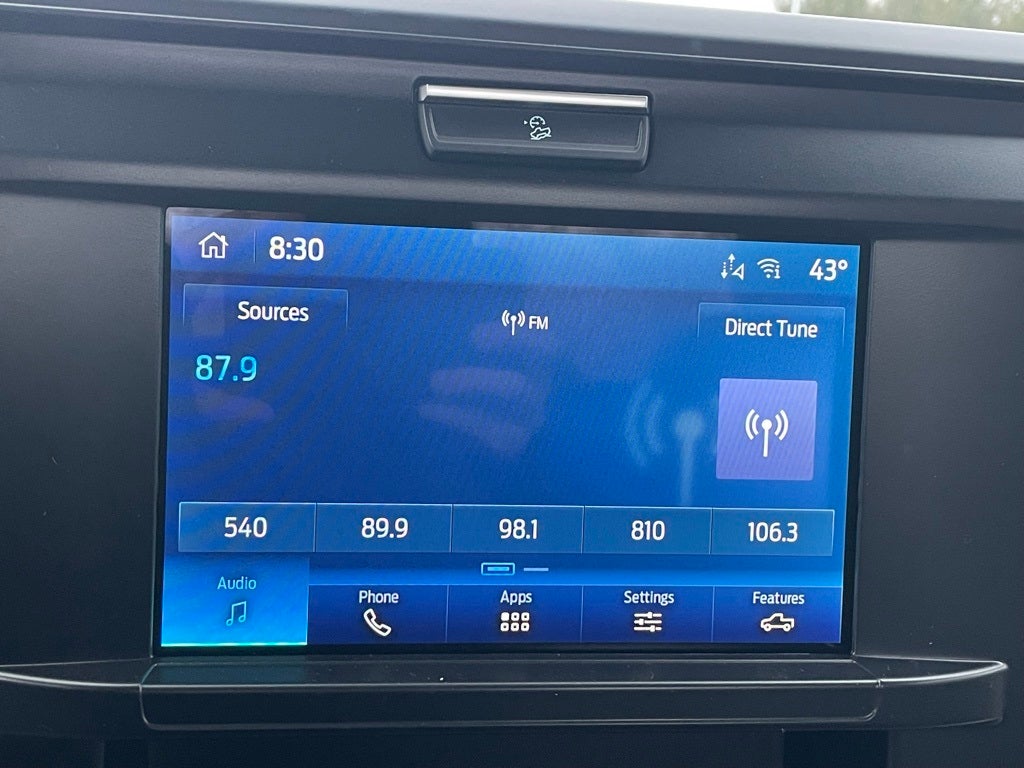 8:30
43°
Sources
FM
Direct Tune
87.9
540
89.9
98.1
810
106.3
Audio
Phone
Apps
Settings
Features